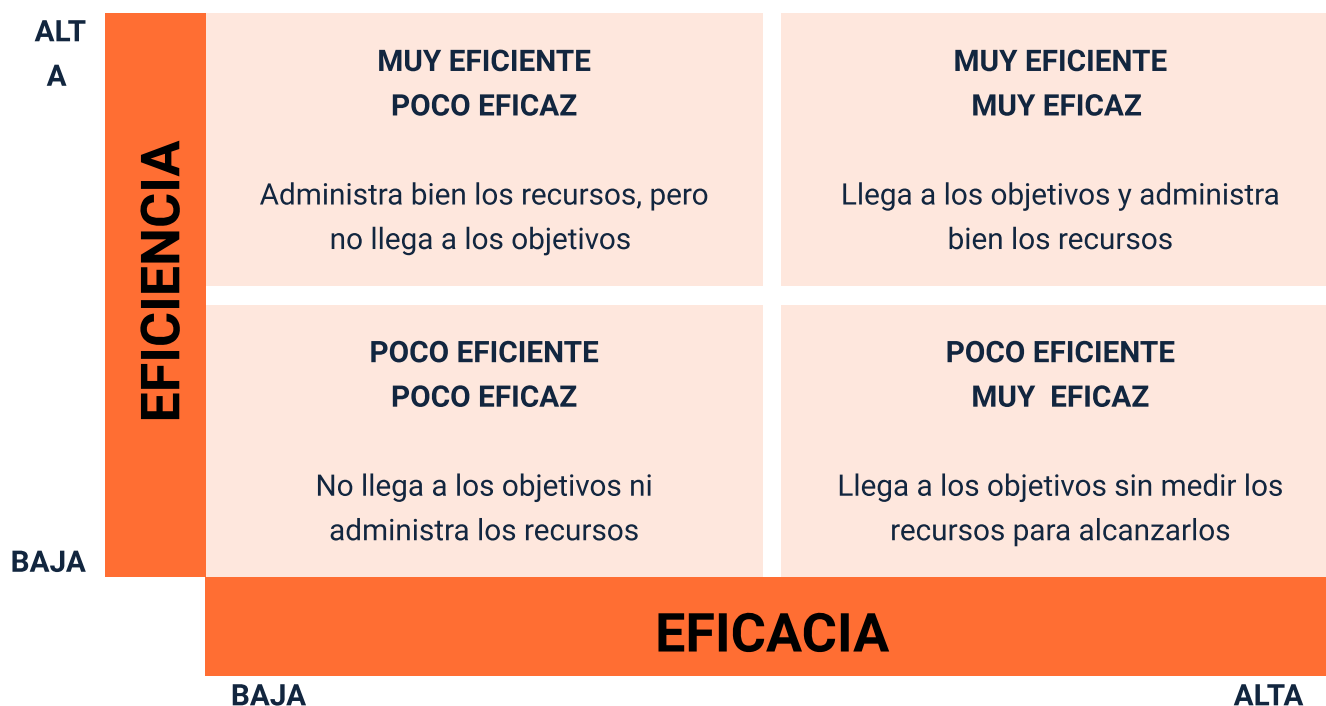 ALT
A
EFICIENCIA
MUY EFICIENTE
POCO EFICAZ
Administra bien los recursos, pero
no llega a los objetivos
MUY EFICIENTE
MUY EFICAZ
Llega a los objetivos y administra
bien los recursos
POCO EFICIENTE
POCO EFICAZ
No llega a los objetivos ni
administra los recursos
POCO EFICIENTE
MUY  EFICAZ
Llega a los objetivos sin medir los
recursos para alcanzarlos
BAJA
EFICACIA
BAJA
ALTA